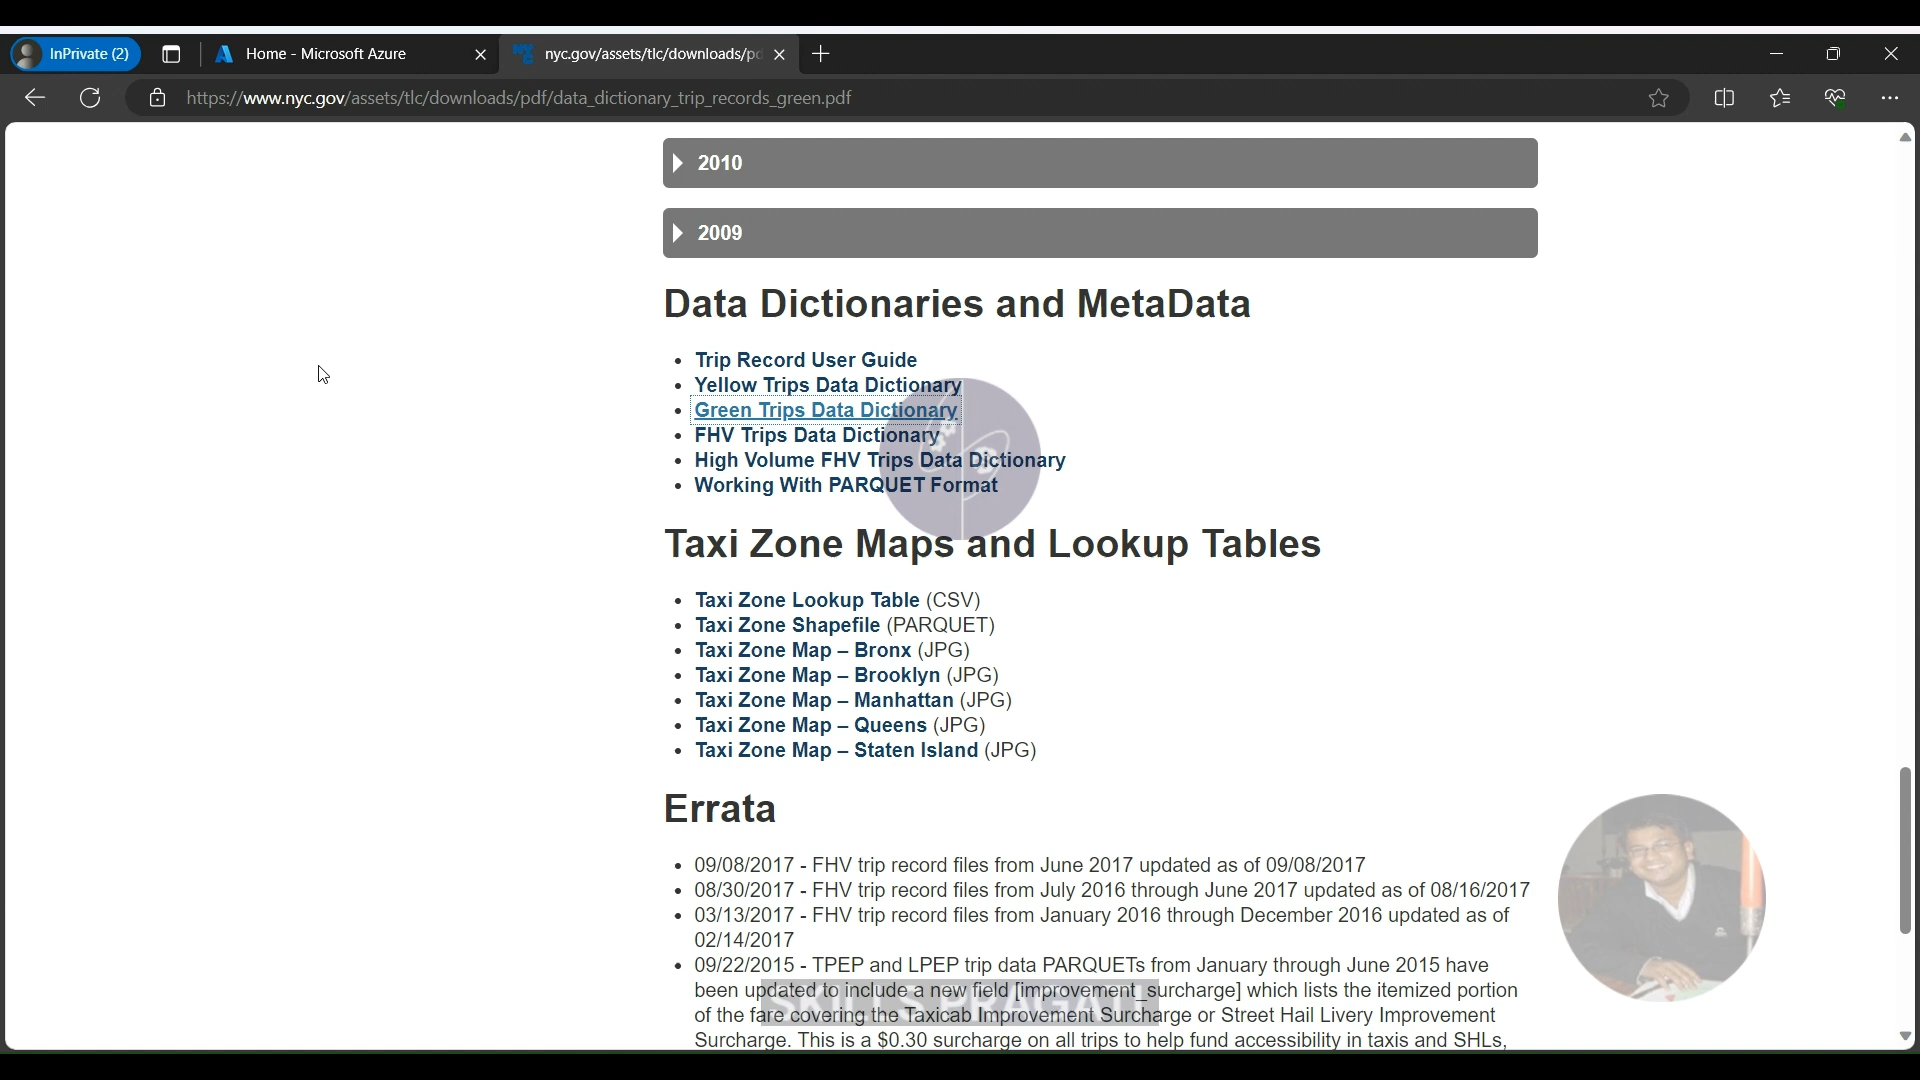 InPrivate (2)
Home - Microsoft Azure
nyc.gov/assets/tlc/downloads/pd
https://www.nyc.gov/assets/tlc/downloads/pdf/data_dictionary_trip_records_green.pdf
2010
2009
Data Dictionaries and MetaData
• Trip Record User Guide
• Yellow Trips Data Dictionary
• Green Trips Data Dictionary
• FHV Trips Data Dictionary
• High Volume FHV Trips Data Dictionary
• Working With PARQUET Format
Taxi Zone Maps and Lookup Tables
• Taxi Zone Lookup Table (CSV)
• Taxi Zone Shapefile (PARQUET)
• Taxi Zone Map – Bronx (JPG)
• Taxi Zone Map – Brooklyn (JPG)
• Taxi Zone Map – Manhattan (JPG)
• Taxi Zone Map – Queens (JPG)
• Taxi Zone Map – Staten Island (JPG)
Errata
• 09/08/2017 - FHV trip record files from June 2017 updated as of 09/08/2017
• 08/30/2017 - FHV trip record files from July 2016 through June 2017 updated as of 08/16/2017
• 03/13/2017 - FHV trip record files from January 2016 through December 2016 updated as of
02/14/2017
• 09/22/2015 - TPEP and LPEP trip data PARQUETs from January through June 2015 have
been updated to include a new field [improvement_surcharge] which lists the itemized portion
of the fare covering the Taxicab Improvement Surcharge or Street Hail Livery Improvement
Surcharge. This is a $0.30 surcharge on all trips to help fund accessibility in taxis and SHLs,
SKILLS PRAGATI